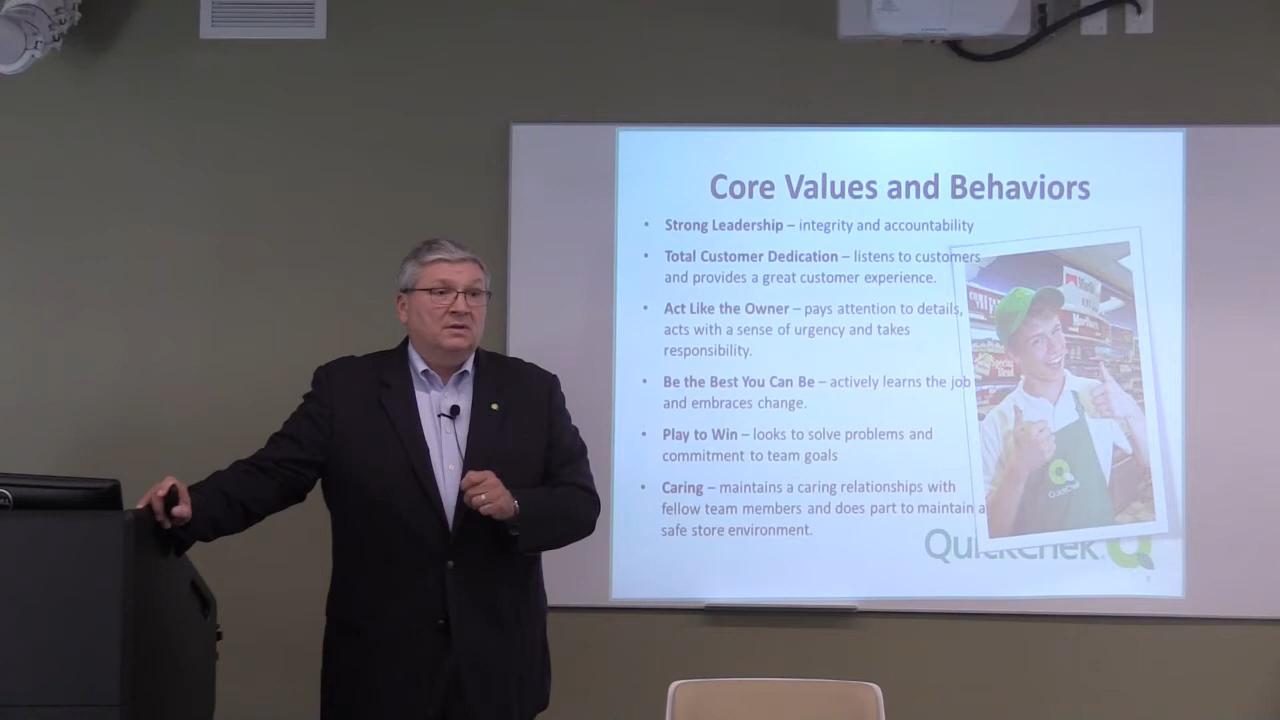 Core Values and Behaviors
• Strong Leadership – integrity and accountability
• Total Customer Dedication – listens to customers
and provides a great customer experience.
• Act Like the Owner – pays attention to details,
acts with a sense of urgency and takes
responsibility.
• Be the Best You Can Be – actively learns the job
and embraces change.
• Play to Win – looks to solve problems and
commitment to team goals
• Caring – maintains a caring relationships with
fellow team members and does part to maintain a
safe store environment.
QuickChek
QuickChek